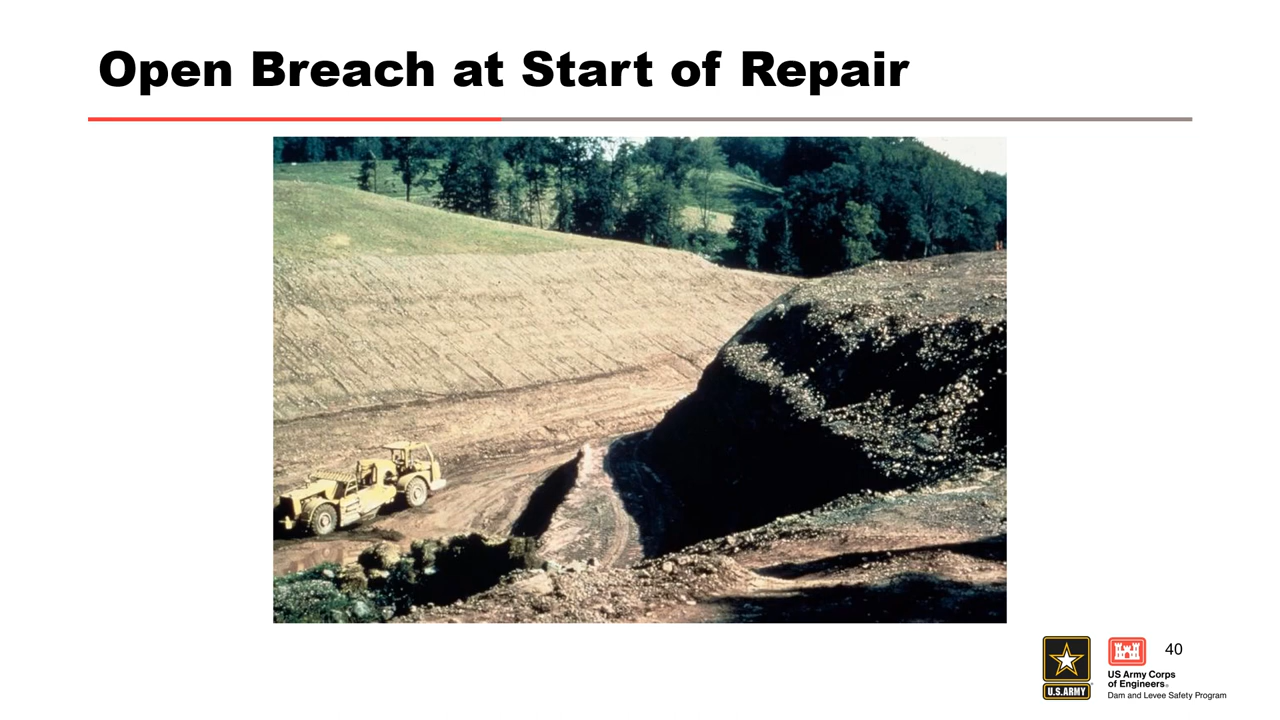 Open Breach at Start of Repair
40
U.S.ARMY
US Army Corps
of Engineers®
Dam and Levee Safety Program